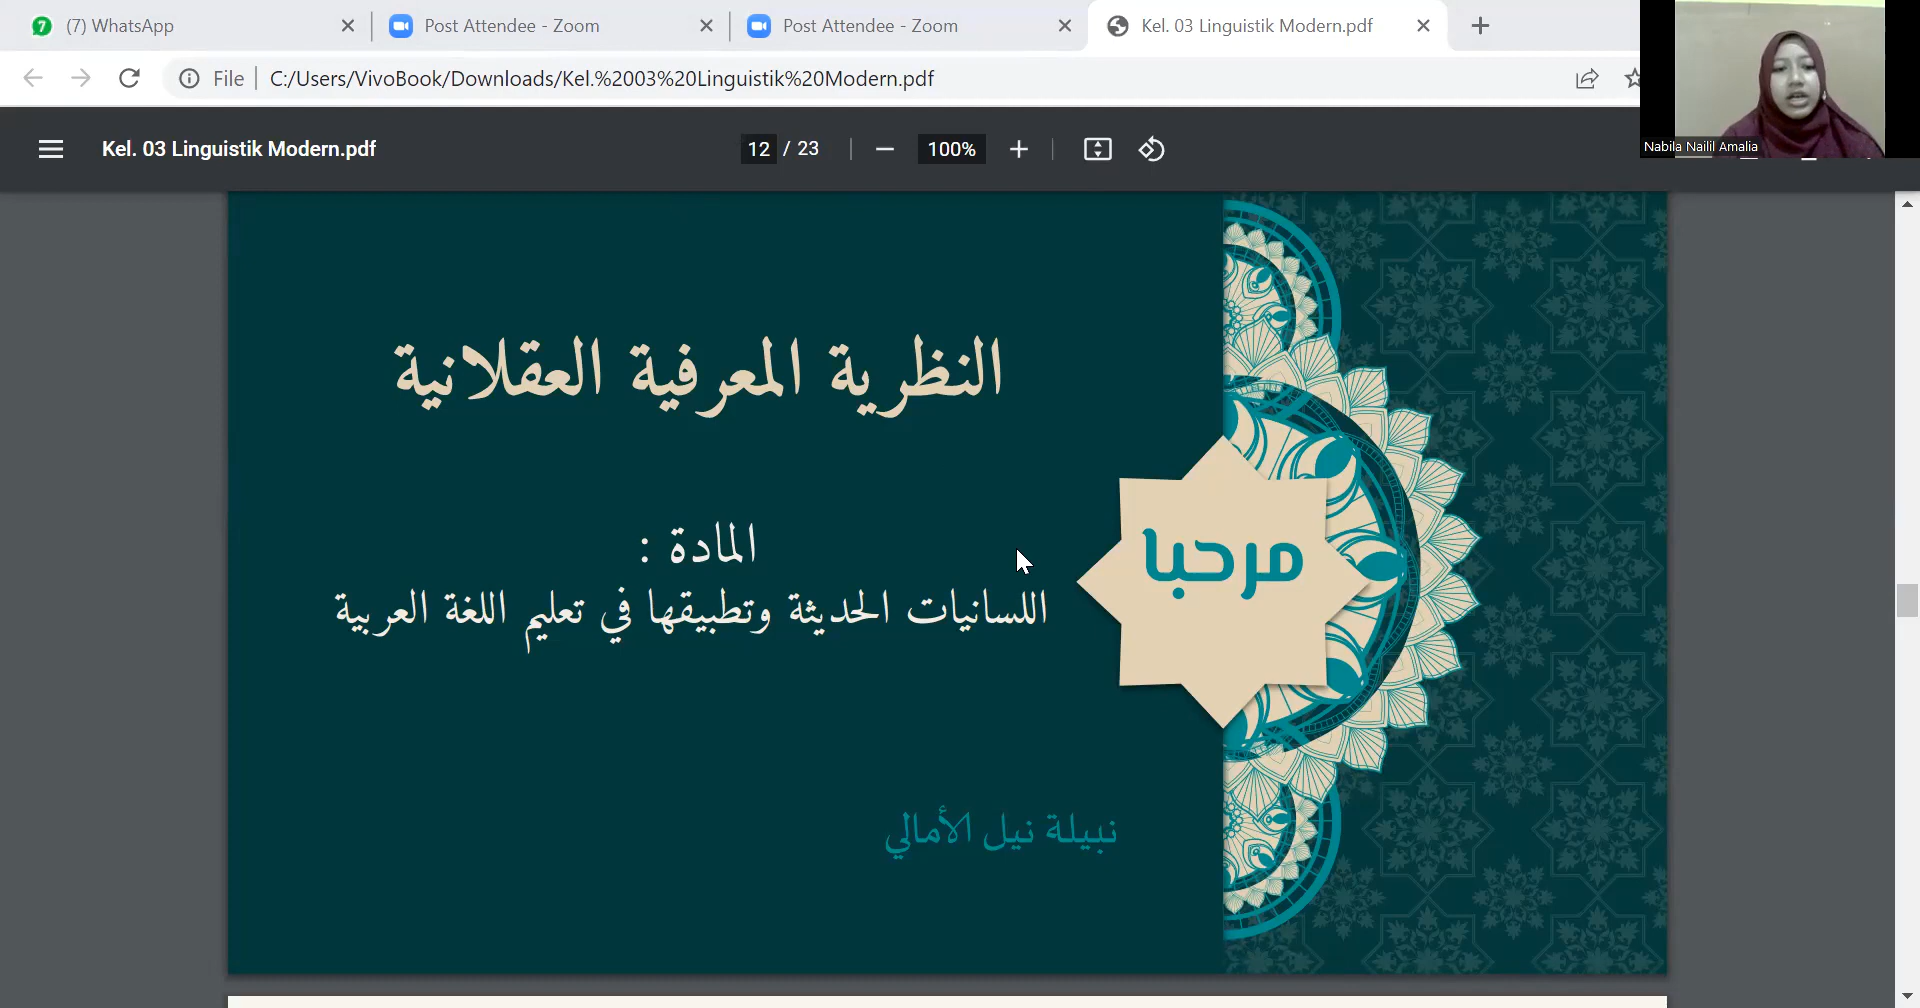 (7) WhatsApp
Post Attendee - Zoom
Post Attendee - Zoom
Kel. 03 Linguistik Modern.pdf
File
C:/Users/VivoBook/Downloads/Kel.%2003%20Linguistik%20Modern.pdf
Kel. 03 Linguistik Modern.pdf
12 / 23
100%
Nabila Nailil Amalia
النظرية المعرفية العقلانية
المادة :
اللسانيات الحديثة وتطبيقها في تعليم اللغة العربية
مرحبا
نبيلة نيل الأمالي